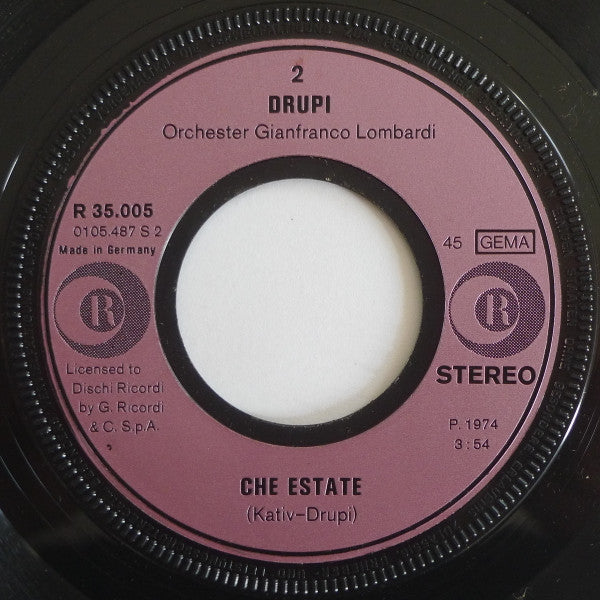 2
DRUPI
Orchester Gianfranco Lombardi
R 35.005
0105.487 S 2
Made in Germany
45 GEMA
R
R
STEREO
Licensed to
Dischi Ricordi
by G. Ricordi
& C. S.p.A.
P. 1974
3:54
CHE ESTATE
(Kativ-Drupi)